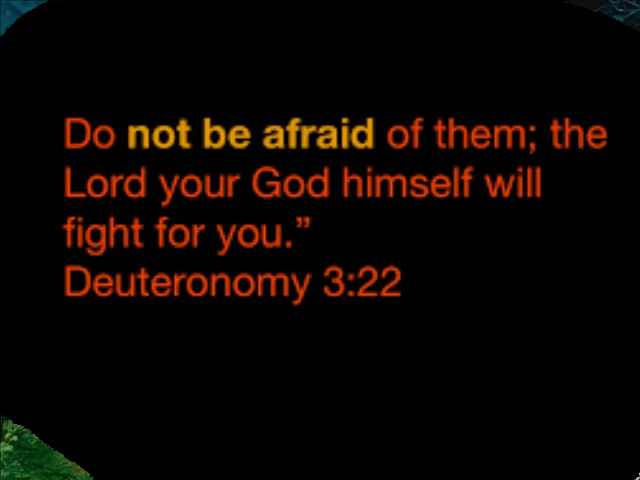 Do not be afraid of them; the
Lord your God himself will
fight for you.”
Deuteronomy 3:22